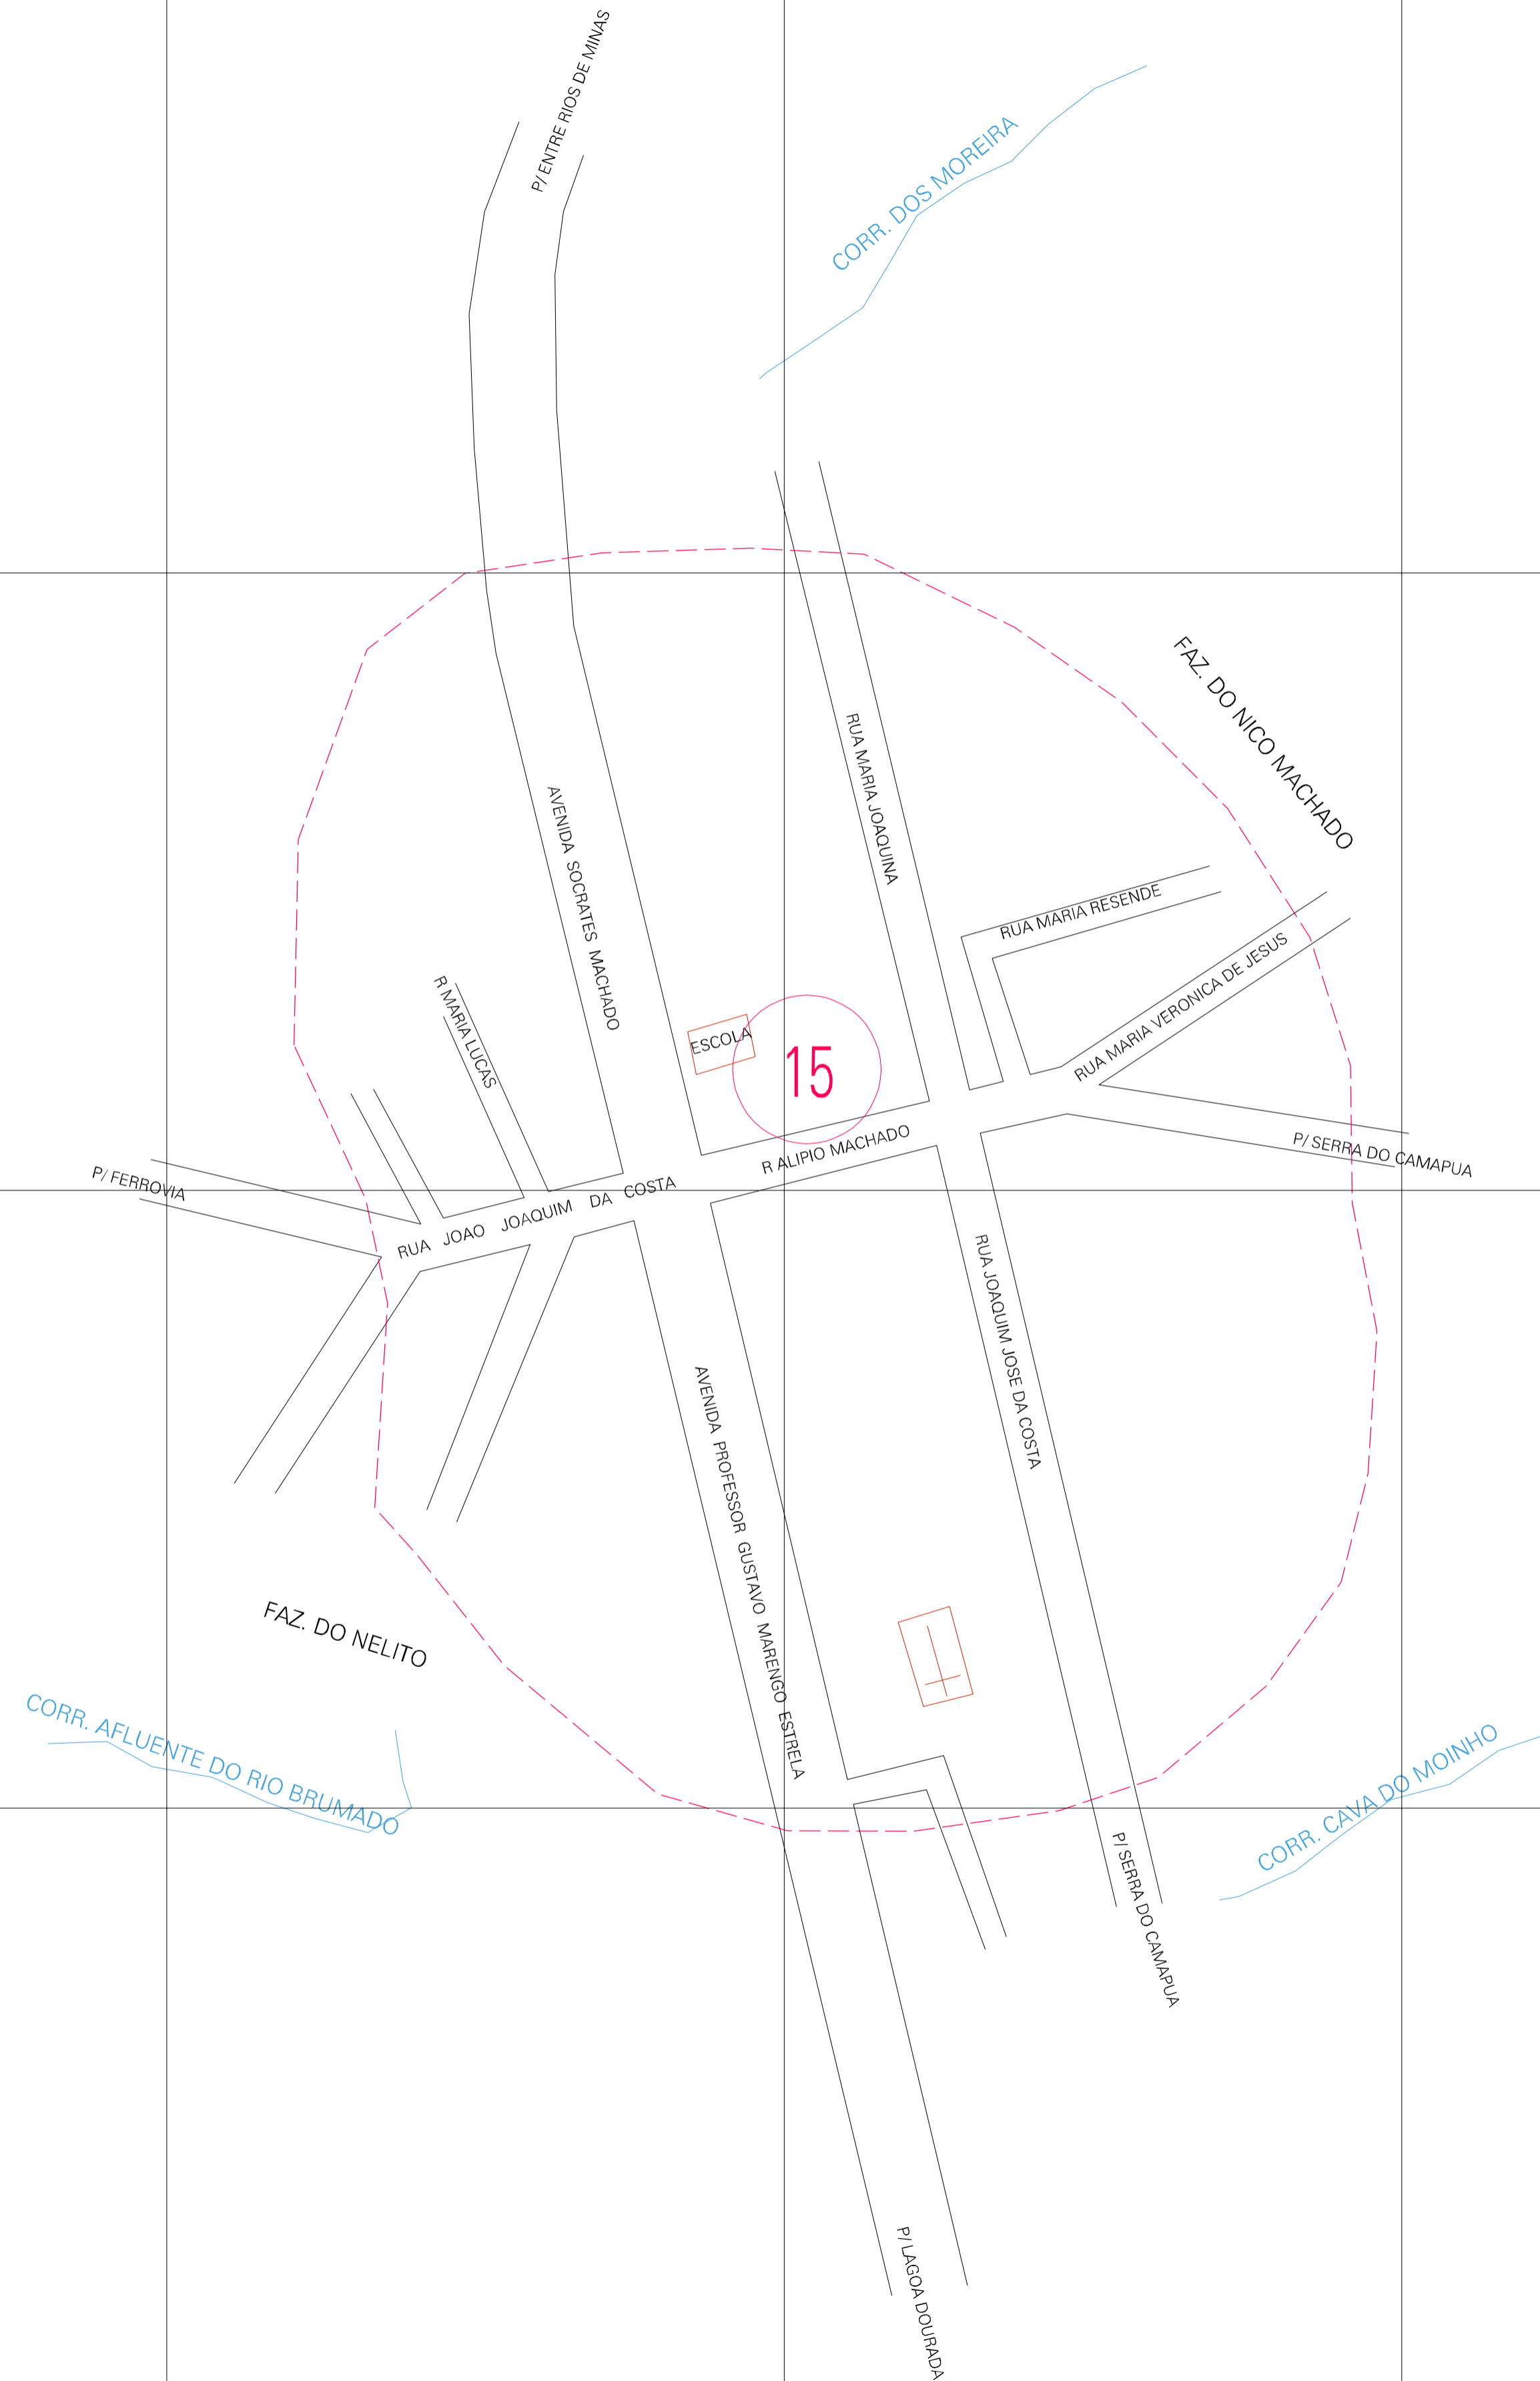 P/ ENTRE RIOS DE MINAS
CORR. DOS MOREIRA
FAZ. DO NICO MACHADO
RUA MARIA JOAQUINA
AVENIDA SOCRATES MACHADO
RUA MARIA RESENDE
RUA MARIA VERONICA DE JESUS
R MARIA LUCAS
ESCOLA
15
R ALIPIO MACHADO
P/ SERRA DO CAMAPUA
P/ FERROVIA
RUA JOAO JOAQUIM DA COSTA
RUA JOAQUIM JOSE DA COSTA
AVENIDA PROFESSOR GUSTAVO MARENGO ESTRELA
FAZ. DO NELITO
CORR. AFLUENTE DO RIO BRUMADO
CORR. CAVA DO MOINHO
P/ SERRA DO CAMAPUA
P/ LAGOA DOURADA